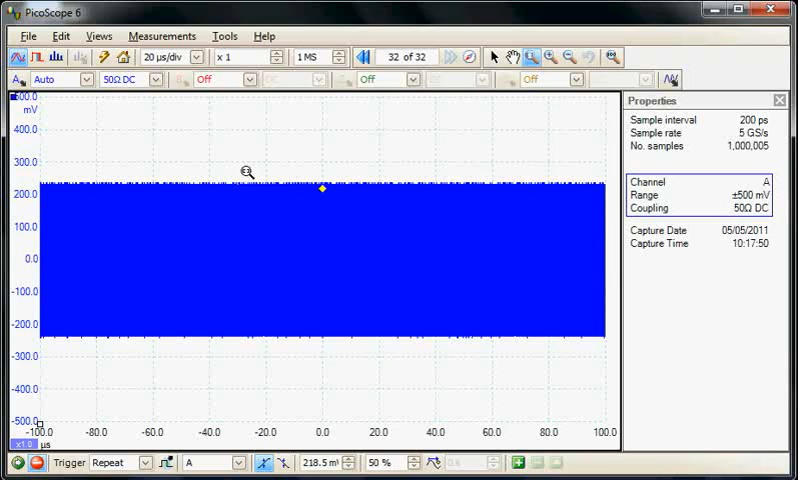 PicoScope 6
File Edit Views Measurements Tools Help
20 µs/div x 1 1 MS 32 of 32
A Auto 50Ω DC Off Off Off
500.0
mV
400.0
300.0
200.0
100.0
0.0
-100.0
-200.0
-300.0
-400.0
-500.0
-100.0 -80.0 -60.0 -40.0 -20.0 0.0 20.0 40.0 60.0 80.0 100.0
x1.0 µs
Properties
Sample interval 200 ps
Sample rate 5 GS/s
No. samples 1,000,005
Channel A
Range ±500 mV
Coupling 50Ω DC
Capture Date 05/05/2011
Capture Time 10:17:50
Trigger Repeat A 218.5 mV 50 %